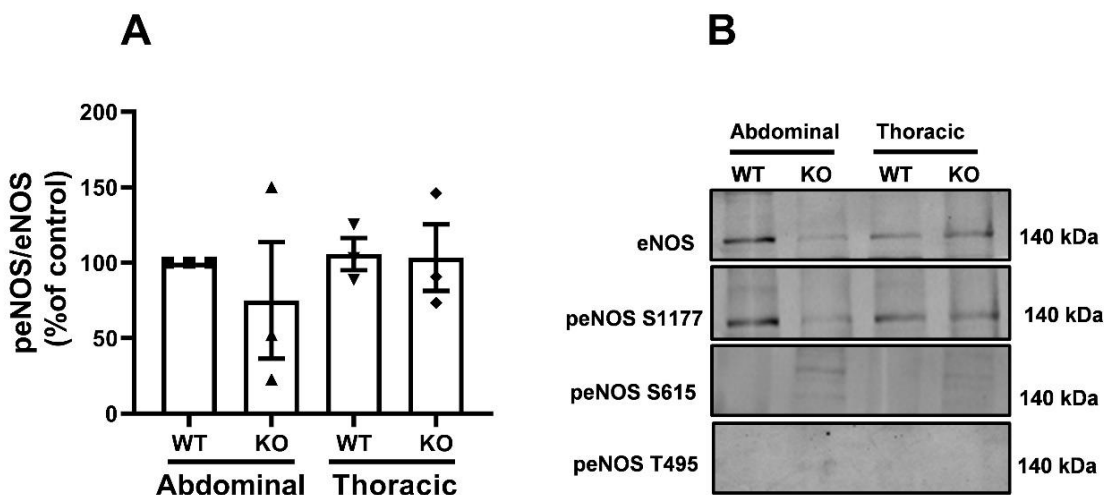 A
peNOS/eNOS
(%of control)
200
150
100
50
0
WT KO WT KO
Abdominal Thoracic
B
Abdominal Thoracic
WT KO WT KO
eNOS 140 kDa
peNOS S1177 140 kDa
peNOS S615 140 kDa
peNOS T495 140 kDa